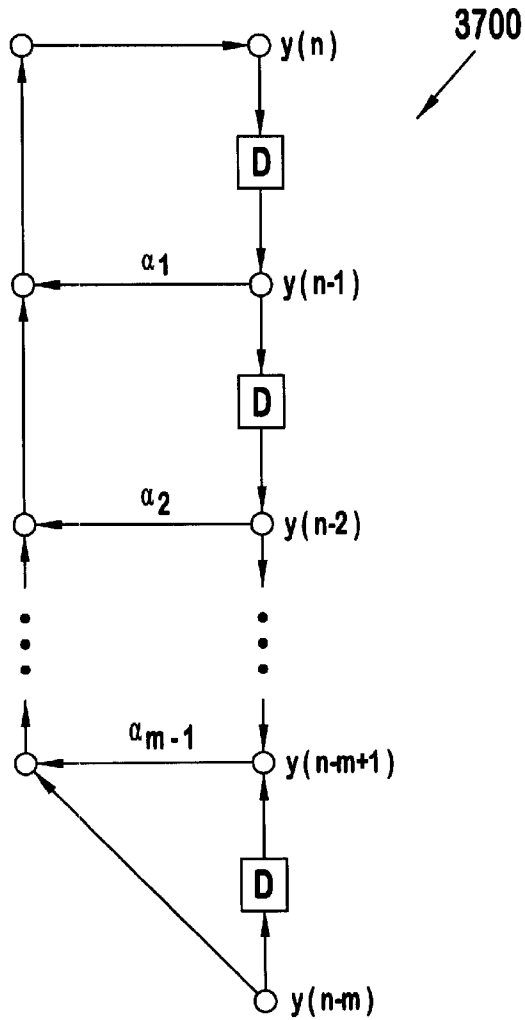 3700
y(n)
D
α1
y(n-1)
D
α2
y(n-2)
αm-1
y(n-m+1)
D
y(n-m)